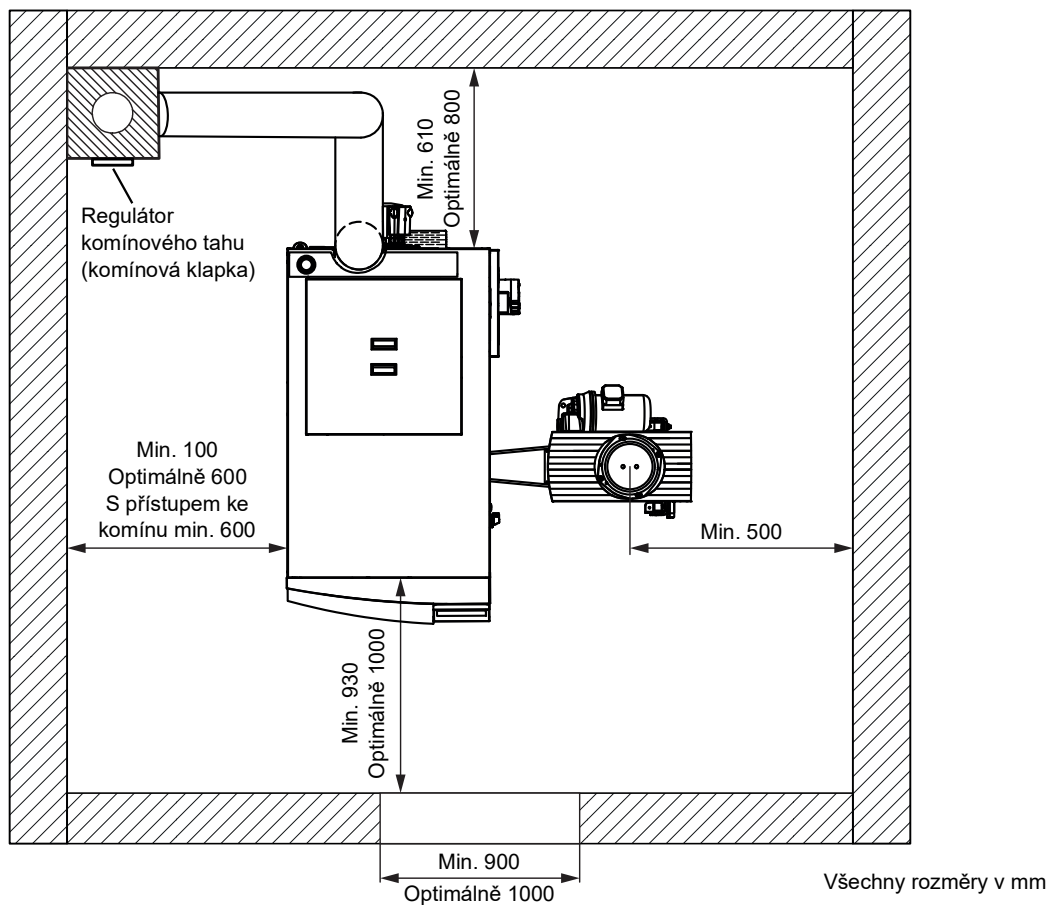 Min. 610
Optimálně 800
Regulátor
komínového tahu
(komínová klapka)
Min. 100
Optimálně 600
S přístupem ke
komínu min. 600
Min. 500
Min. 930
Optimálně 1000
Min. 900
Optimálně 1000
Všechny rozměry v mm